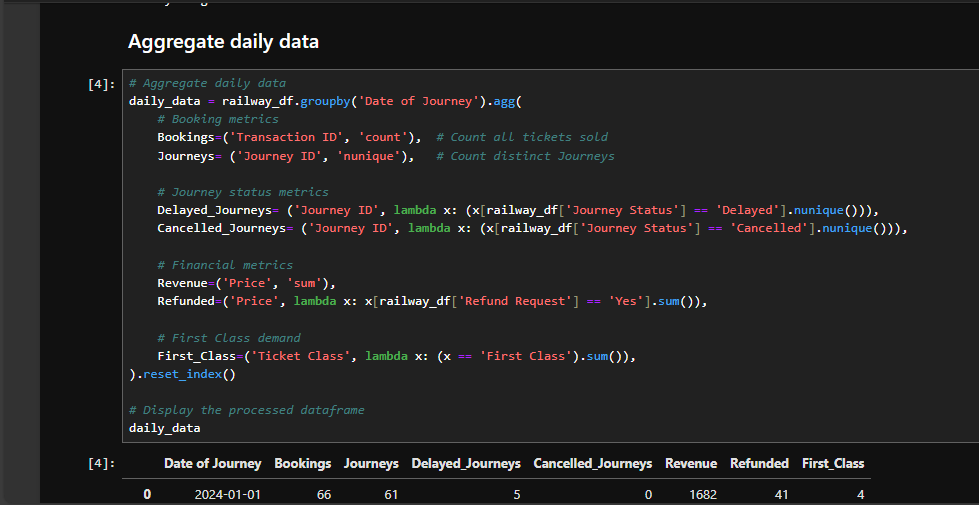 Aggregate daily data
[4]:
# Aggregate daily data
daily_data = railway_df.groupby('Date of Journey').agg(
    # Booking metrics
    Bookings=('Transaction ID', 'count'),  # Count all tickets sold
    Journeys= ('Journey ID', 'nunique'),   # Count distinct Journeys
    # Journey status metrics
    Delayed_Journeys= ('Journey ID', lambda x: (x[railway_df['Journey Status'] == 'Delayed'].nunique())),
    Cancelled_Journeys= ('Journey ID', lambda x: (x[railway_df['Journey Status'] == 'Cancelled'].nunique())),
    # Financial metrics
    Revenue=('Price', 'sum'),
    Refunded=('Price', lambda x: x[railway_df['Refund Request'] == 'Yes'].sum()),
    # First Class demand
    First_Class=('Ticket Class', lambda x: (x == 'First Class').sum()),
).reset_index()
# Display the processed dataframe
daily_data
[4]:
Date of Journey Bookings Journeys Delayed_Journeys Cancelled_Journeys Revenue Refunded First_Class
0 2024-01-01 66 61 5 0 1682 41 4